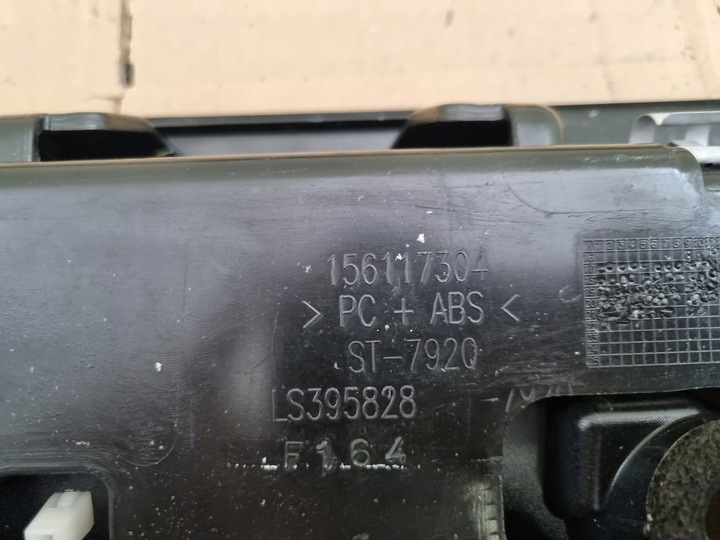 156117304
> PC + ABS <
ST-7920
LS395828
F164